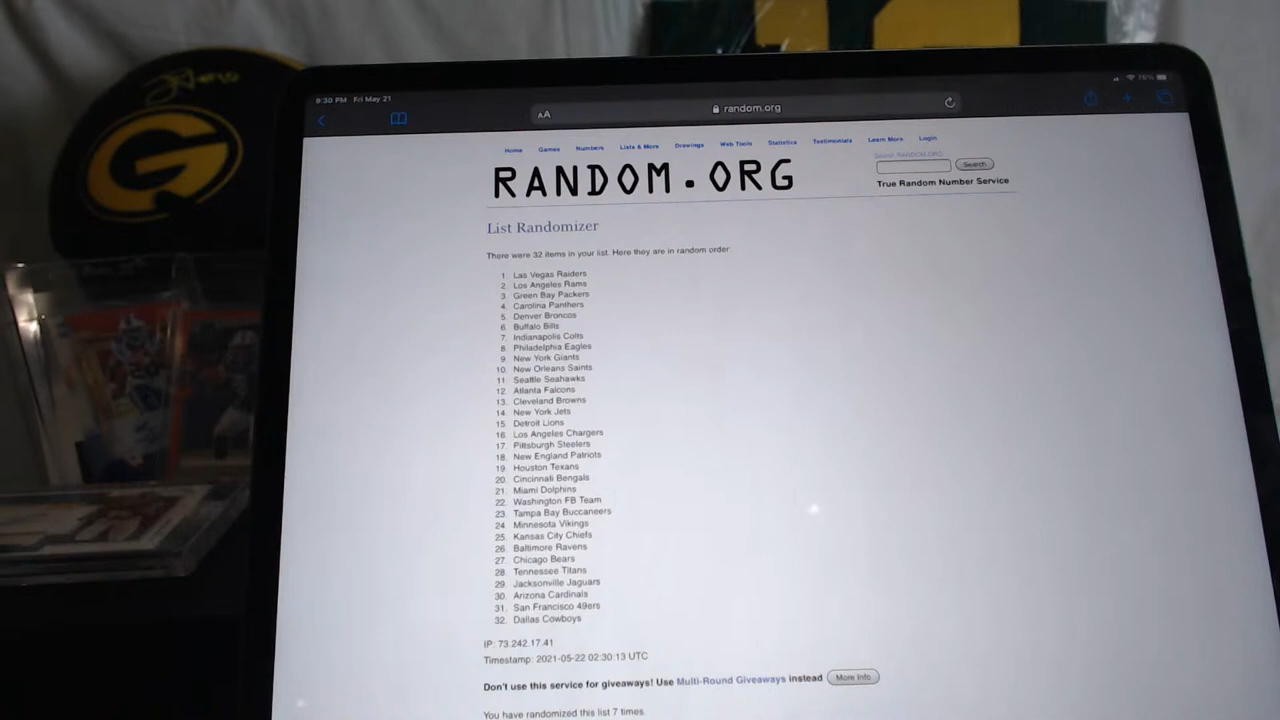 9:30 PM Fri May 21
16%
AA
random.org
Home Games Numbers Lists & More Drawings Web Tools Statistics Testimonials Learn More Login
Search RANDOM.ORG
Search
RANDOM.ORG
True Random Number Service
List Randomizer
There were 32 items in your list. Here they are in random order:
1. Las Vegas Raiders
2. Los Angeles Rams
3. Green Bay Packers
4. Carolina Panthers
5. Denver Broncos
6. Buffalo Bills
7. Indianapolis Colts
8. Philadelphia Eagles
9. New York Giants
10. New Orleans Saints
11. Seattle Seahawks
12. Atlanta Falcons
13. Cleveland Browns
14. New York Jets
15. Detroit Lions
16. Los Angeles Chargers
17. Pittsburgh Steelers
18. New England Patriots
19. Houston Texans
20. Cincinnati Bengals
21. Miami Dolphins
22. Washington FB Team
23. Tampa Bay Buccaneers
24. Minnesota Vikings
25. Kansas City Chiefs
26. Baltimore Ravens
27. Chicago Bears
28. Tennessee Titans
29. Jacksonville Jaguars
30. Arizona Cardinals
31. San Francisco 49ers
32. Dallas Cowboys
IP: 73.242.17.41
Timestamp: 2021-05-22 02:30:13 UTC
Don't use this service for giveaways! Use Multi-Round Giveaways instead More Info
You have randomized this list 7 times.
G